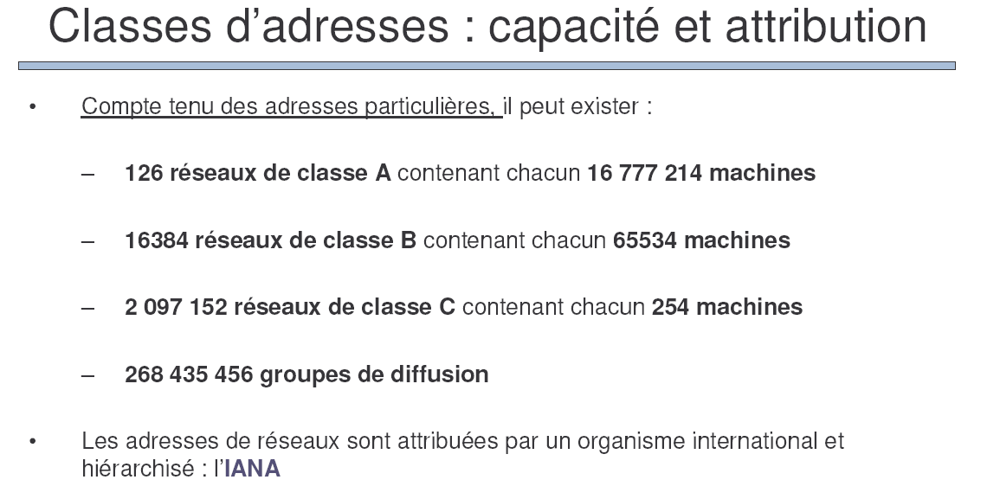 Classes d’adresses : capacité et attribution
• Compte tenu des adresses particulières, il peut exister :
– 126 réseaux de classe A contenant chacun 16 777 214 machines
– 16384 réseaux de classe B contenant chacun 65534 machines
– 2 097 152 réseaux de classe C contenant chacun 254 machines
– 268 435 456 groupes de diffusion
• Les adresses de réseaux sont attribuées par un organisme international et
hiérarchisé : l’IANA